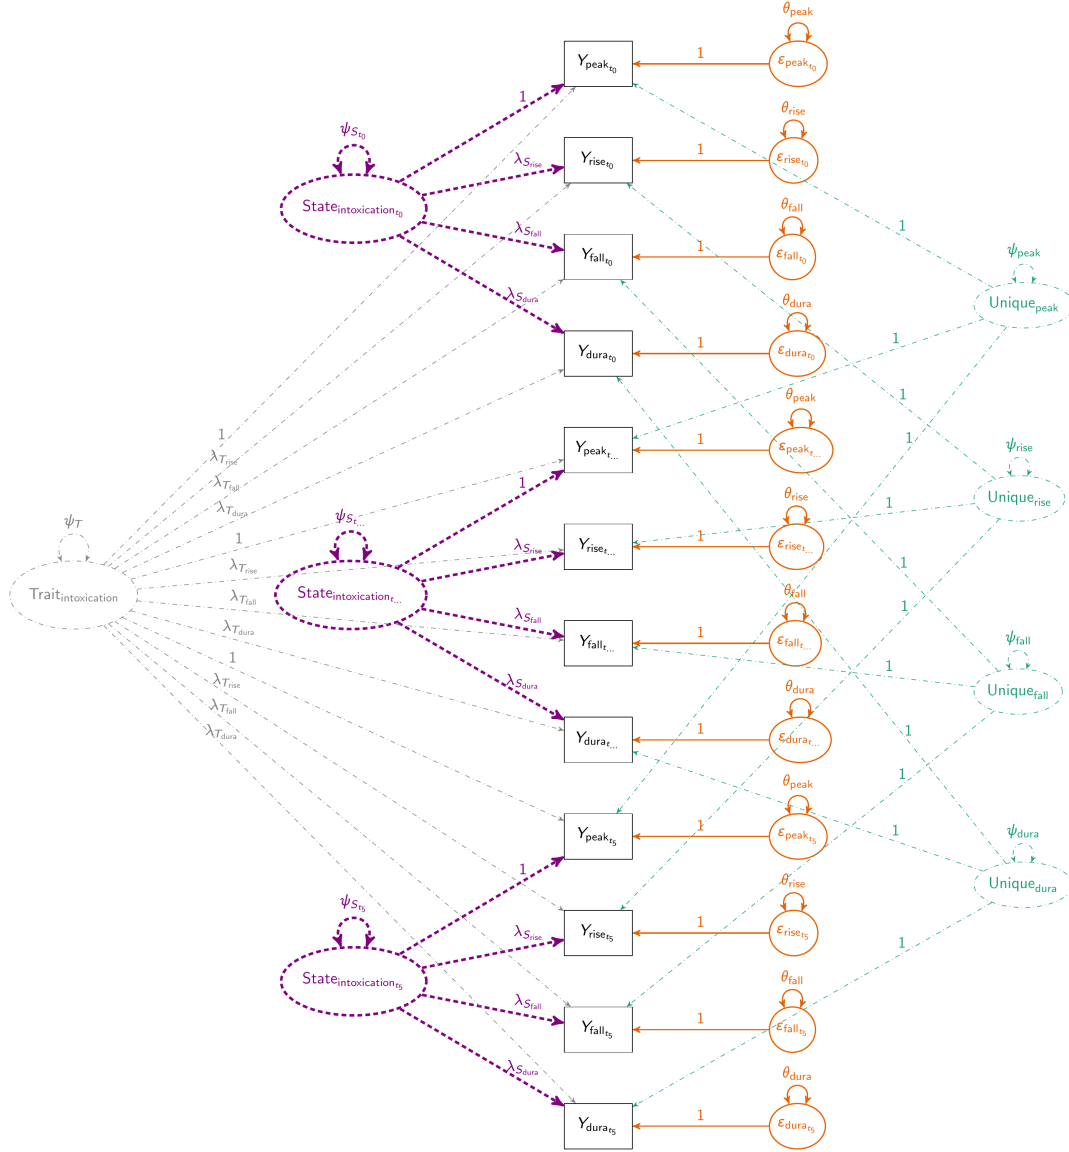 θ_peak
Y_peak_t₀
1
ε_peak_t₀
1
θ_rise
ψ_S_t₀
Y_rise_t₀
1
ε_rise_t₀
λ_S_rise
State_intoxication_t₀
θ_fall
λ_S_fall
Y_fall_t₀
1
ε_fall_t₀
1
ψ_peak
λ_S_dura
θ_dura
Unique_peak
Y_dura_t₀
1
ε_dura_t₀
1
θ_peak
1
1
Y_peak_t...
1
ε_peak_t...
1
λ_T_rise
ψ_rise
λ_T_fall
1
θ_rise
Unique_rise
λ_T_dura
1
ψ_T
ψ_S_t...
1
λ_S_rise
Y_rise_t...
1
ε_rise_t...
λ_T_rise
1
Trait_intoxication
State_intoxication_t...
θ_fall
λ_T_fall
1
λ_S_fall
Y_fall_t...
1
ε_fall_t...
ψ_fall
λ_T_dura
1
1
λ_S_dura
θ_dura
Unique_fall
λ_T_rise
λ_T_fall
λ_T_dura
Y_dura_t...
1
ε_dura_t...
1
1
θ_peak
Y_peak_t₅
1
ε_peak_t₅
1
ψ_dura
1
θ_rise
Unique_dura
ψ_S_t₅
Y_rise_t₅
1
ε_rise_t₅
λ_S_rise
1
State_intoxication_t₅
θ_fall
λ_S_fall
Y_fall_t₅
1
ε_fall_t₅
λ_S_dura
θ_dura
Y_dura_t₅
1
ε_dura_t₅